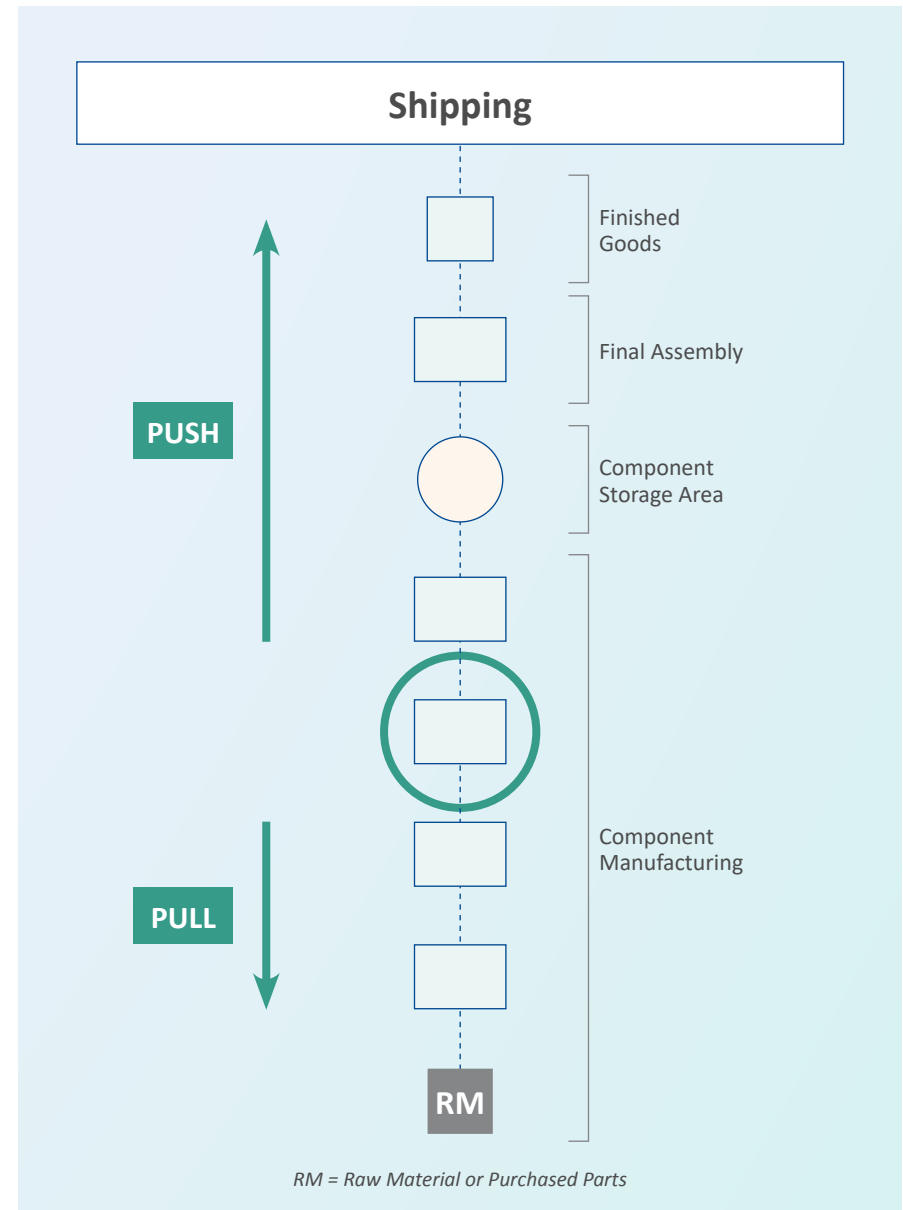 Shipping
Finished
Goods
Final Assembly
PUSH
Component
Storage Area
Component
Manufacturing
PULL
RM
RM = Raw Material or Purchased Parts